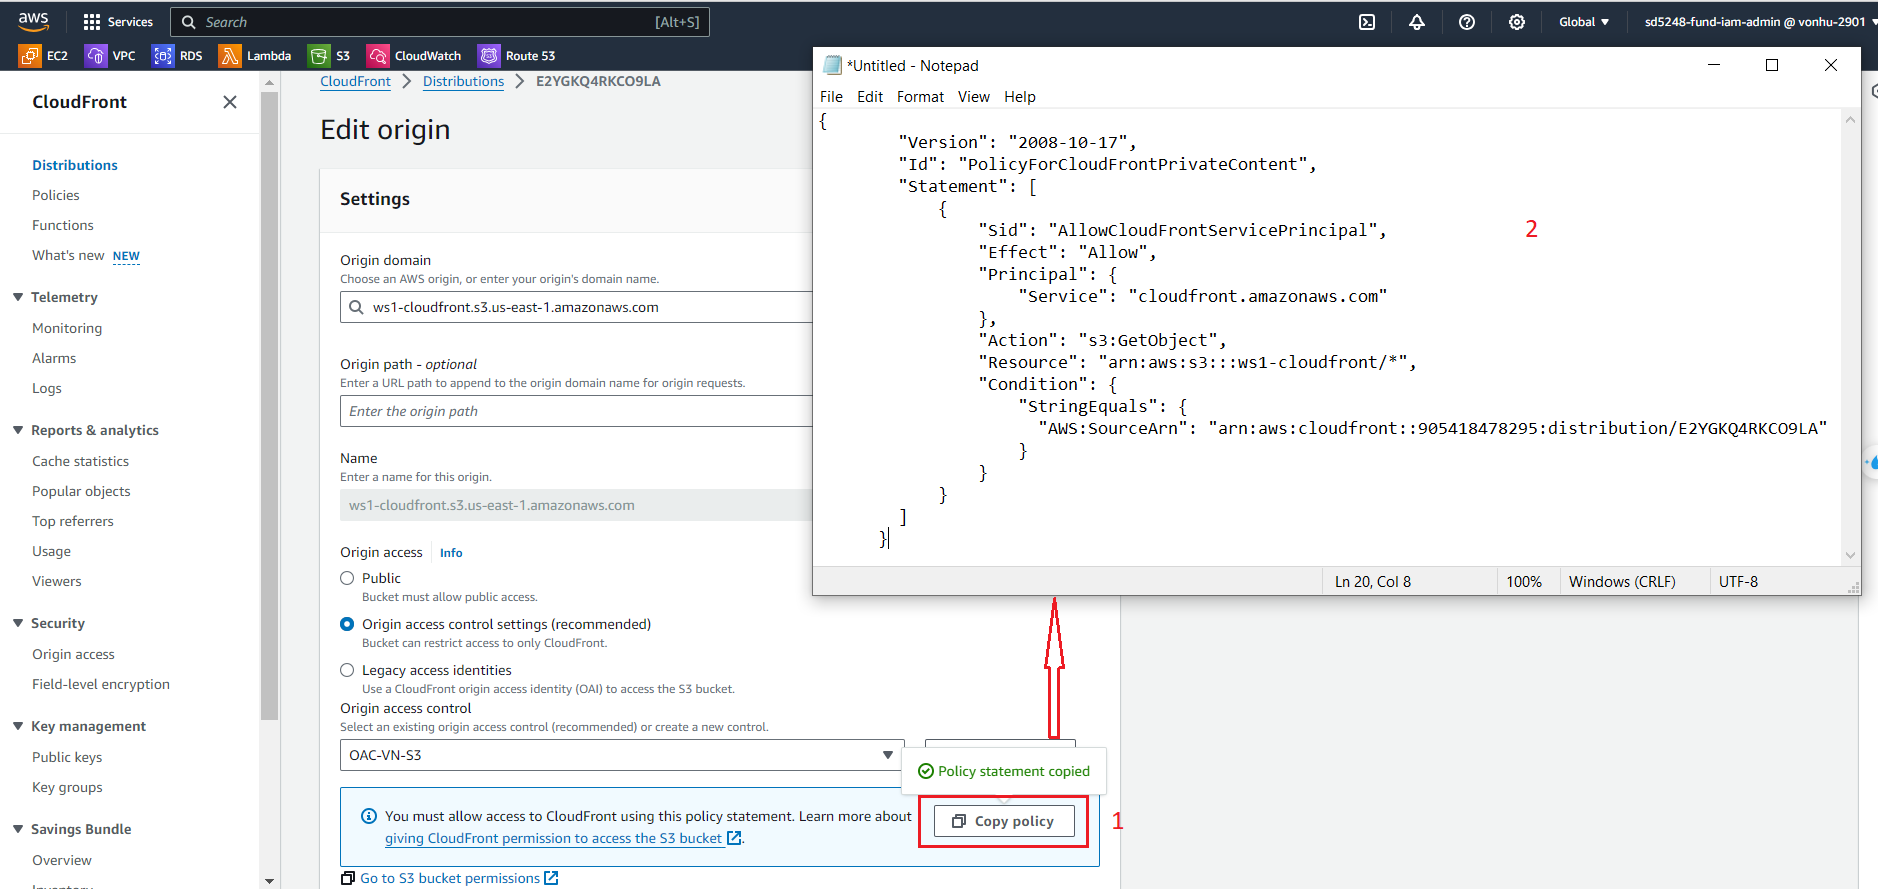 aws
Services
Search
[Alt+S]
Global
sd5248-fund-iam-admin @ vonhu-2901
EC2
VPC
RDS
Lambda
S3
CloudWatch
Route 53
CloudFront
Distributions
Policies
Functions
What's new NEW
Telemetry
Monitoring
Alarms
Logs
Reports & analytics
Cache statistics
Popular objects
Top referrers
Usage
Viewers
Security
Origin access
Field-level encryption
Key management
Public keys
Key groups
Savings Bundle
Overview
Inventory
CloudFront > Distributions > E2YGKQ4RKCO9LA
Edit origin
Settings
Origin domain
Choose an AWS origin, or enter your origin's domain name.
ws1-cloudfront.s3.us-east-1.amazonaws.com
Origin path - optional
Enter a URL path to append to the origin domain name for origin requests.
Enter the origin path
Name
Enter a name for this origin.
ws1-cloudfront.s3.us-east-1.amazonaws.com
Origin access
Info
Public
Bucket must allow public access.
Origin access control settings (recommended)
Bucket can restrict access to only CloudFront.
Legacy access identities
Use a CloudFront origin access identity (OAI) to access the S3 bucket.
Origin access control
Select an existing origin access control (recommended) or create a new control.
OAC-VN-S3
Policy statement copied
You must allow access to CloudFront using this policy statement. Learn more about
giving CloudFront permission to access the S3 bucket.
Copy policy
1
Go to S3 bucket permissions
*Untitled - Notepad
File Edit Format View Help
{
"Version": "2008-10-17",
"Id": "PolicyForCloudFrontPrivateContent",
"Statement": [
{
"Sid": "AllowCloudFrontServicePrincipal",
2
"Effect": "Allow",
"Principal": {
"Service": "cloudfront.amazonaws.com"
},
"Action": "s3:GetObject",
"Resource": "arn:aws:s3:::ws1-cloudfront/*",
"Condition": {
"StringEquals": {
"AWS:SourceArn": "arn:aws:cloudfront::905418478295:distribution/E2YGKQ4RKCO9LA"
}
}
}
]
}
Ln 20, Col 8
100%
Windows (CRLF)
UTF-8